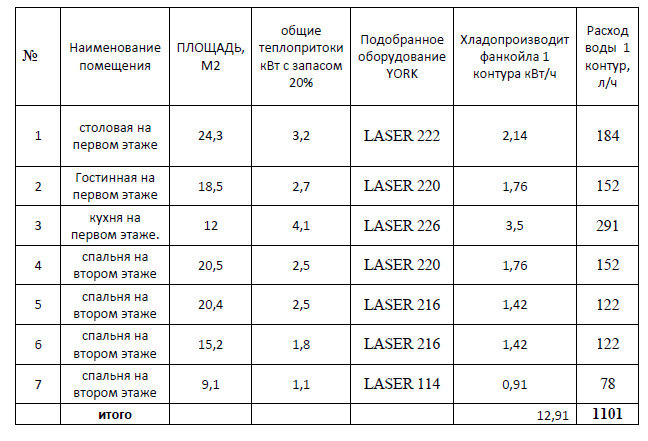 № Наименование помещения ПЛОЩАДЬ, М2 общие теплопритоки кВт с запасом 20% Подобранное оборудование YORK Хладопроизводит фанкойла 1 контура кВт/ч Расход воды 1 контур, л/ч
1 столовая на первом этаже 24,3 3,2 LASER 222 2,14 184
2 Гостинная на первом этаже 18,5 2,7 LASER 220 1,76 152
3 кухня на первом этаже. 12 4,1 LASER 226 3,5 291
4 спальня на втором этаже 20,5 2,5 LASER 220 1,76 152
5 спальня на втором этаже 20,4 2,5 LASER 216 1,42 122
6 спальня на втором этаже 15,2 1,8 LASER 216 1,42 122
7 спальня на втором этаже 9,1 1,1 LASER 114 0,91 78
итого 12,91 1101